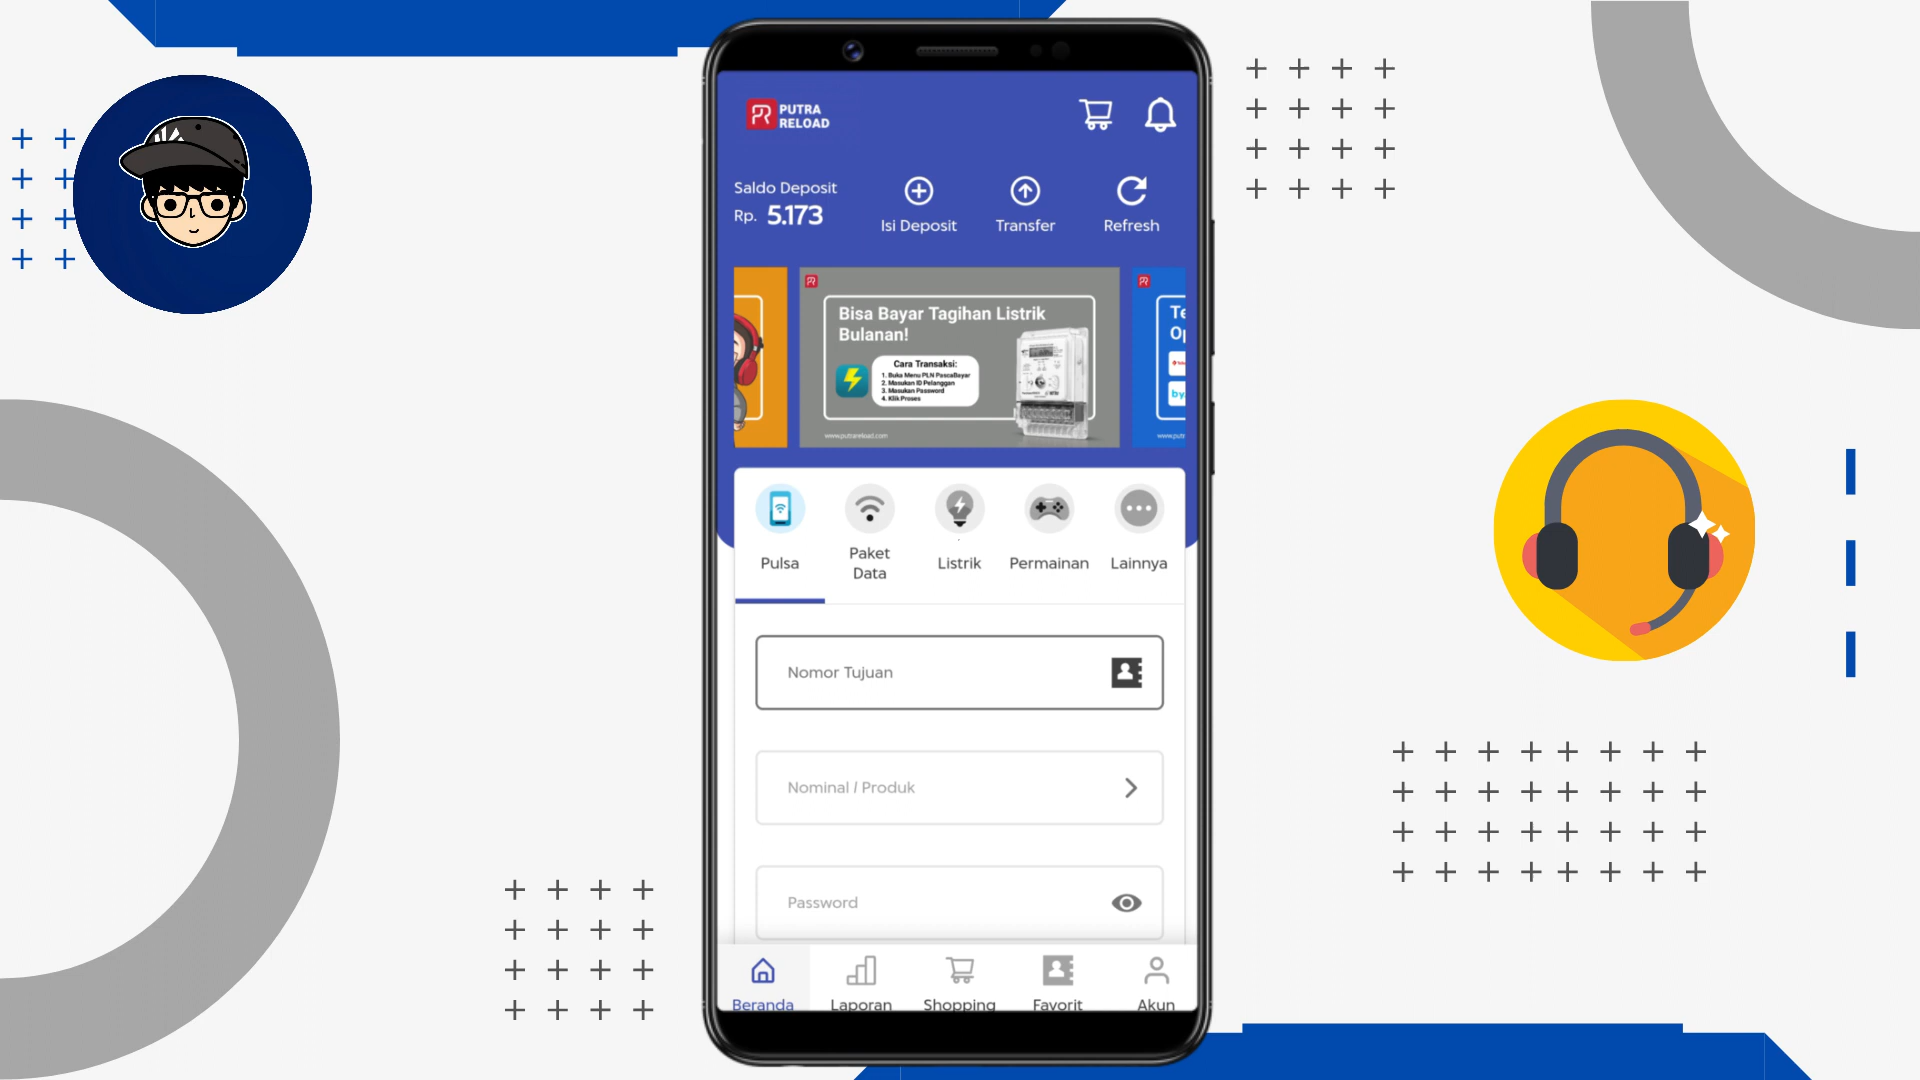 PUTRA
RELOAD
Saldo Deposit
Rp. 5.173
Isi Deposit
Transfer
Refresh
Bisa Bayar Tagihan Listrik
Bulanan!
Cara Transaksi:
1. Buka Menu PLN PascaBayar
2. Masukan ID Pelanggan
3. Masukan Password
4. Klik Proses
www.putrareload.com
by.
Pulsa
Paket
Data
Listrik
Permainan
Lainnya
Nomor Tujuan
Nominal / Produk
Password
Beranda
Laporan
Shopping
Favorit
Akun